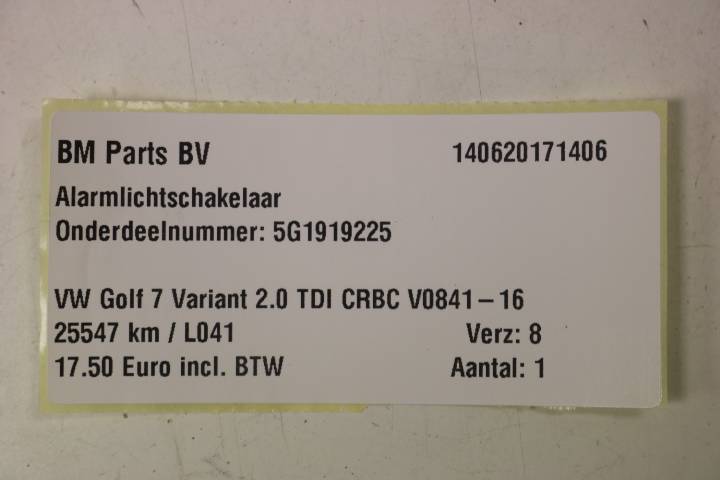 BM Parts BV 140620171406
Alarmlichtschakelaar
Onderdeelnummer: 5G1919225
VW Golf 7 Variant 2.0 TDI CRBC V0841-16
25547 km / L041 Verz: 8
17.50 Euro incl. BTW Aantal: 1